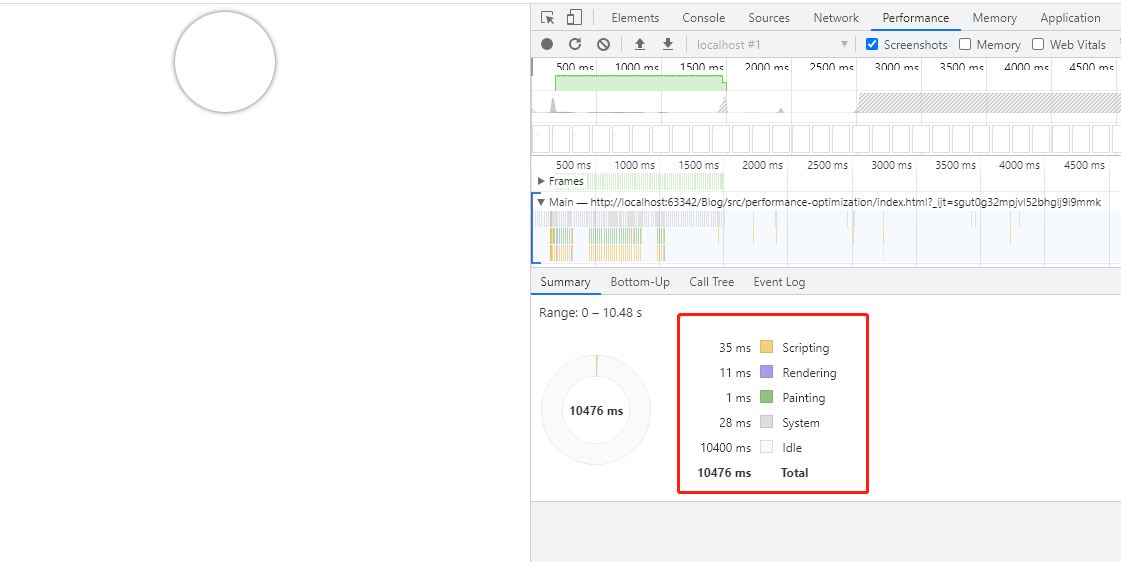 Elements Console Sources Network Performance Memory Application
localhost #1 Screenshots Memory Web Vitals
500 ms 1000 ms 1500 ms 2000 ms 2500 ms 3000 ms 3500 ms 4000 ms 4500 ms
500 ms 1000 ms 1500 ms 2000 ms 2500 ms 3000 ms 3500 ms 4000 ms 4500 ms
Frames
Main — http://localhost:63342/Blog/src/performance-optimization/index.html?_ijt=sgut0g32mpjvl52bhglj9i9mmk
Summary Bottom-Up Call Tree Event Log
Range: 0 – 10.48 s
35 ms Scripting
11 ms Rendering
1 ms Painting
10476 ms
28 ms System
10400 ms Idle
10476 ms Total